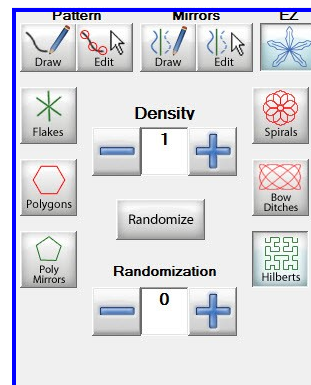 Pattern Mirrors EZ
Draw Edit Draw Edit
Flakes
Density
1
Spirals
Polygons
Randomize
Bow
Ditches
Poly
Mirrors
Randomization
0
Hilberts